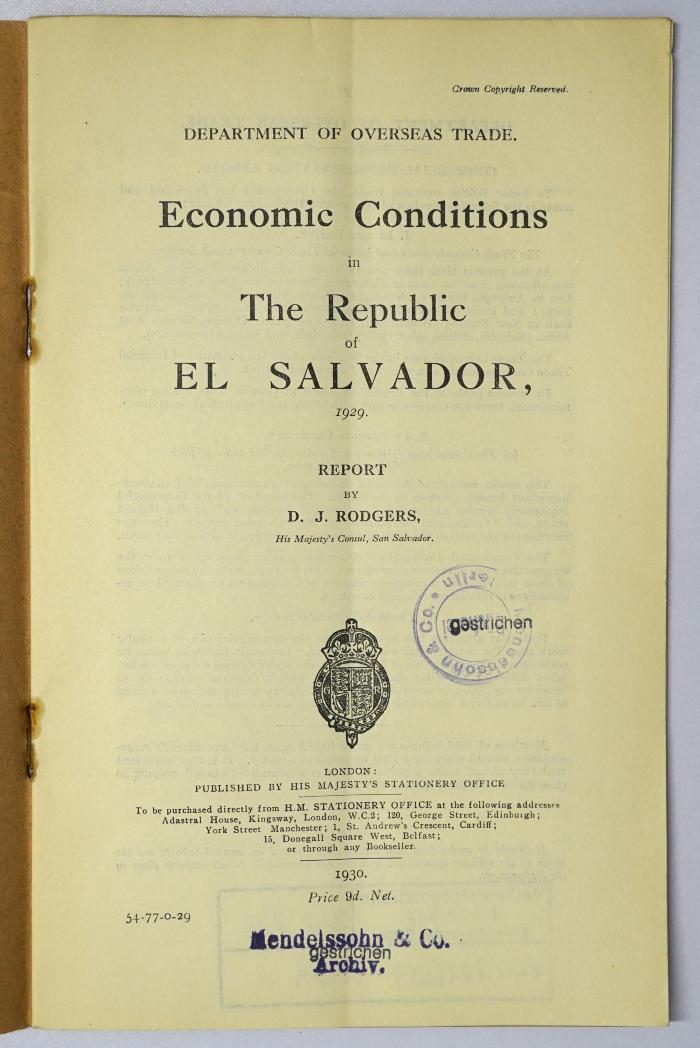 Crown Copyright Reserved.
DEPARTMENT OF OVERSEAS TRADE.
Economic Conditions
in
The Republic
of
EL SALVADOR,
1929.
REPORT
BY
D. J. RODGERS,
His Majesty's Consul, San Salvador.
Mendelssohn & Co. * Berlin
gestrichen
G R
LONDON:
PUBLISHED BY HIS MAJESTY'S STATIONERY OFFICE
To be purchased directly from H.M. STATIONERY OFFICE at the following addresses
Adastral House, Kingsway, London, W.C.2; 120, George Street, Edinburgh;
York Street Manchester; 1, St. Andrew's Crescent, Cardiff;
15, Donegall Square West, Belfast;
or through any Bookseller.
1930.
Price 9d. Net.
54-77-0-29
Mendelssohn & Co.
gestrichen
Archiv.